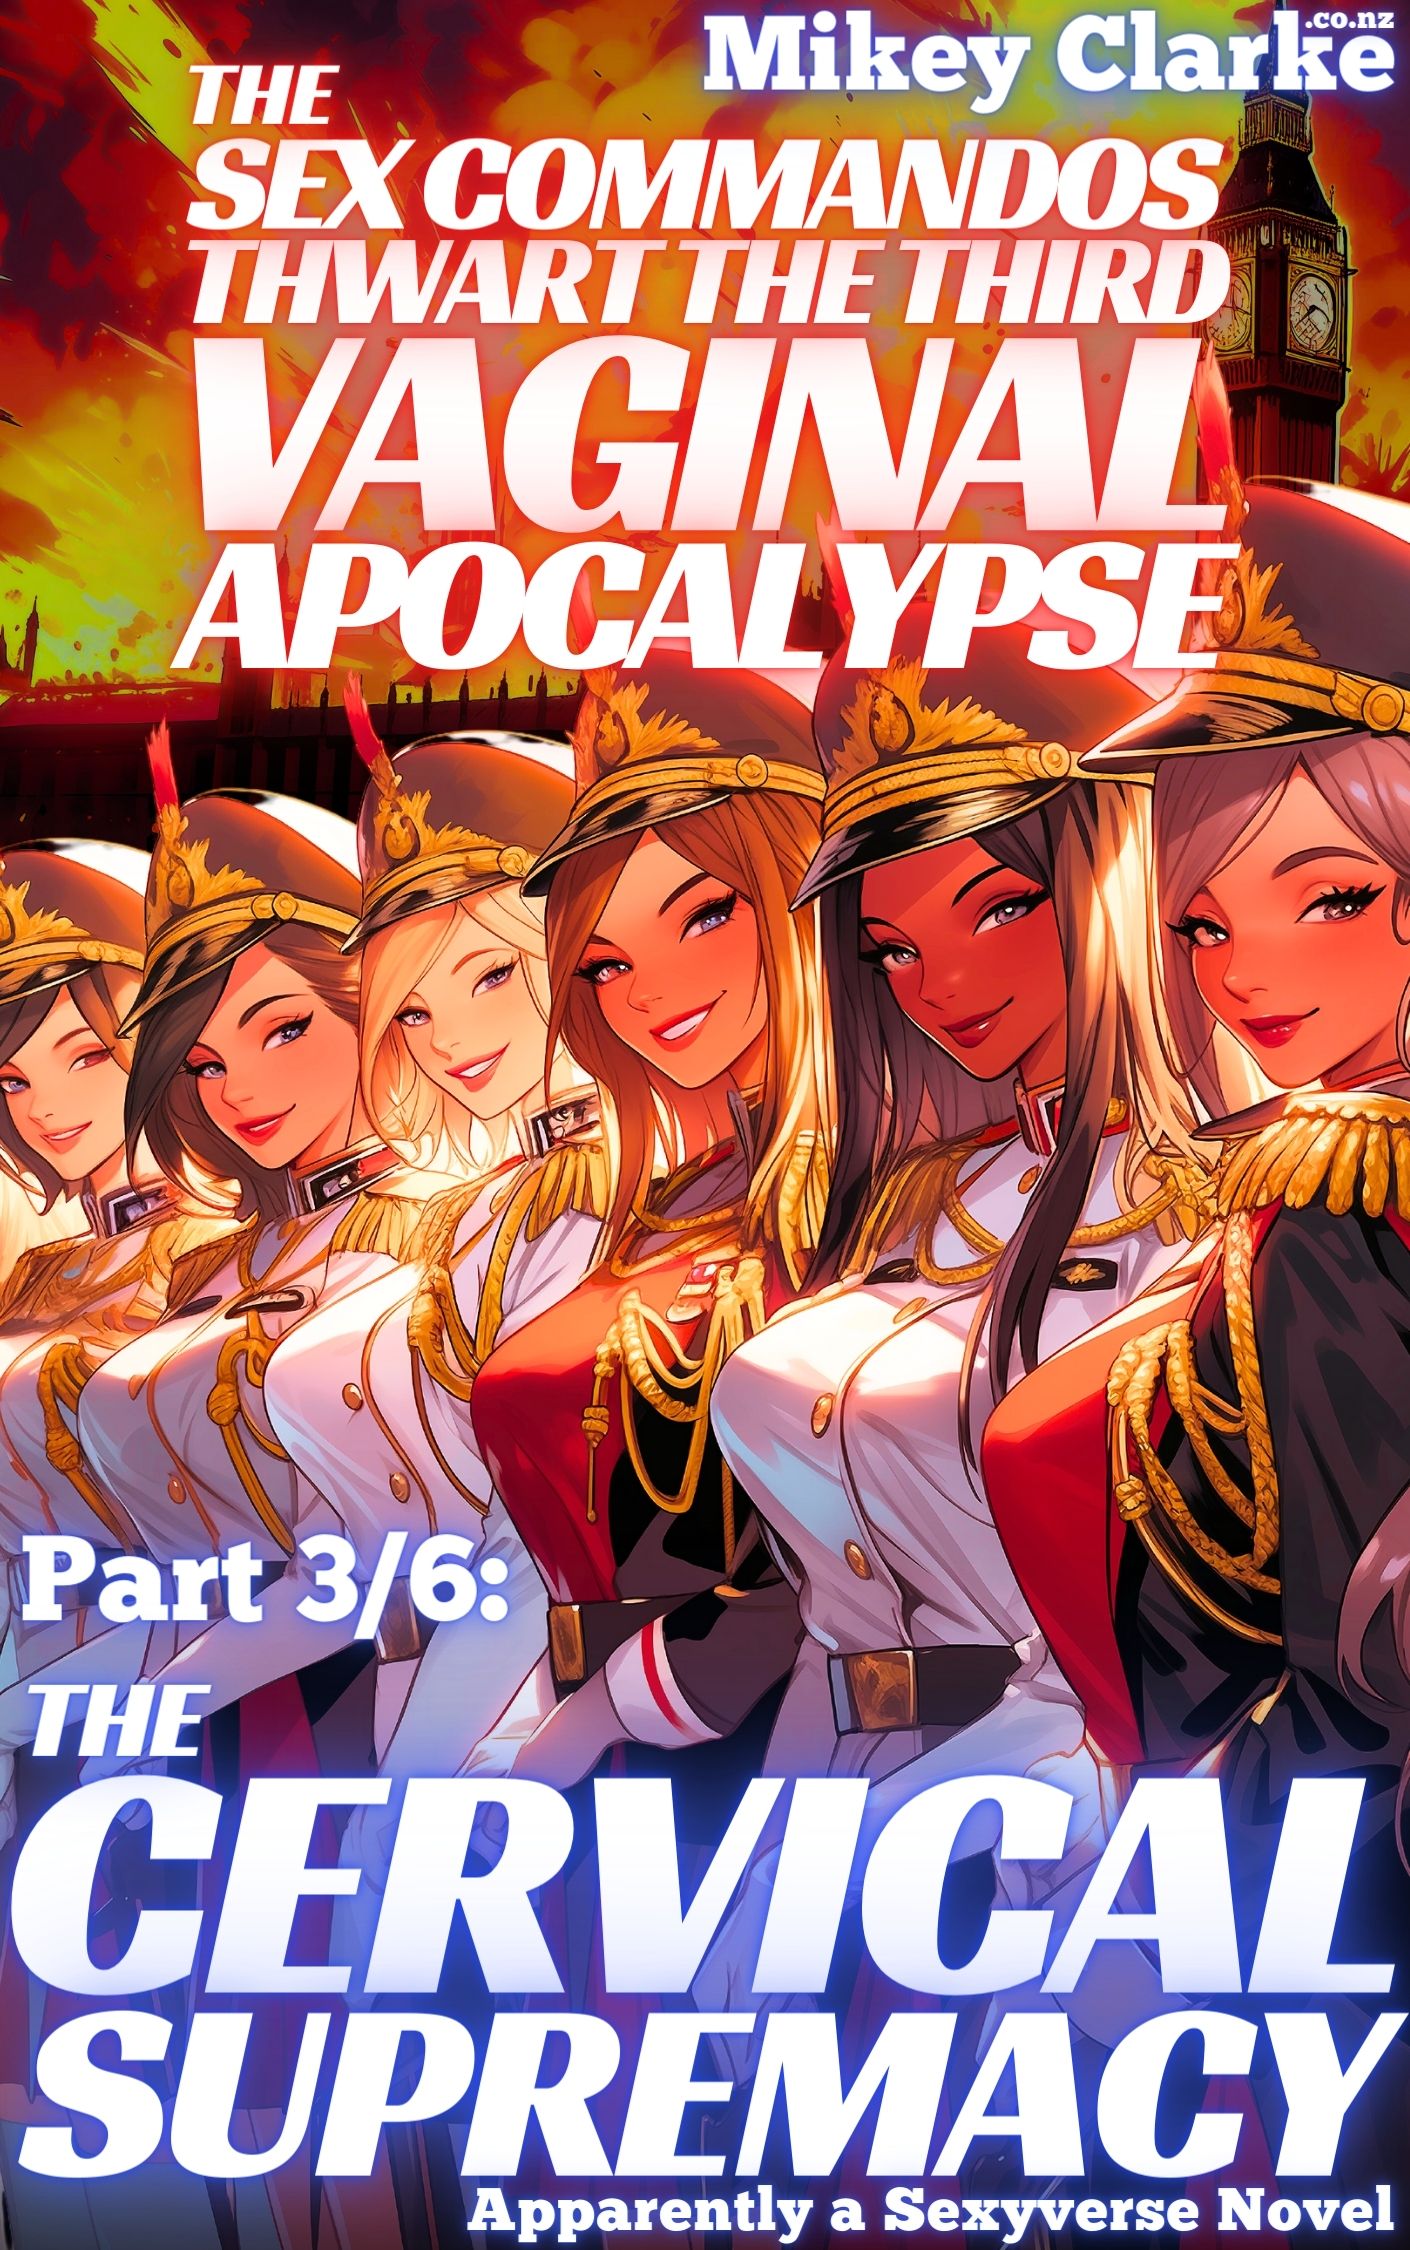 .co.nz
Mikey Clarke
THE
SEX COMMANDOS
THWART THE THIRD
VAGINAL
APOCALYPSE
Part 3/6:
THE
CERVICAL
SUPREMACY
Apparently a Sexyverse Novel